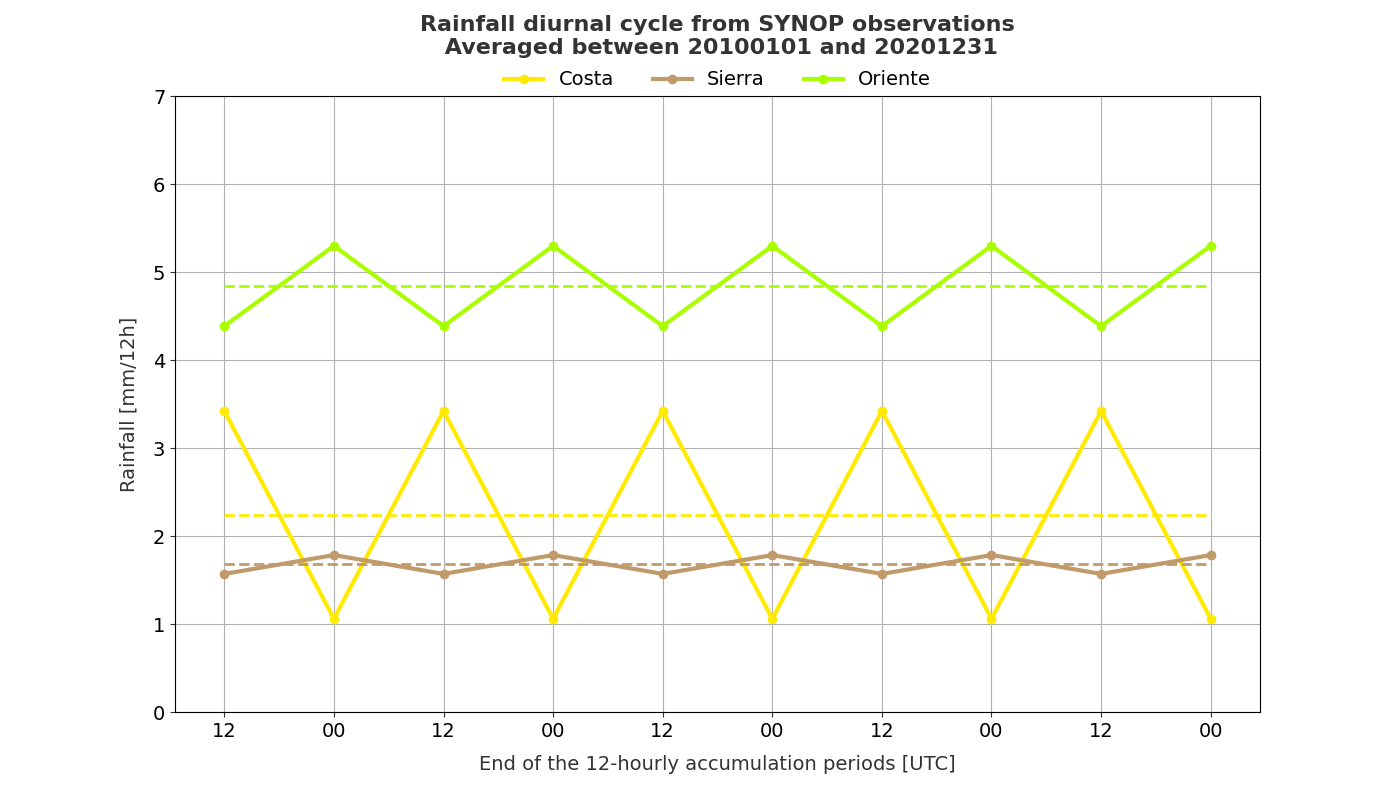 Rainfall diurnal cycle from SYNOP observations
Averaged between 20100101 and 20201231
Costa Sierra Oriente
7
6
5
4
3
2
1
0
Rainfall [mm/12h]
12 00 12 00 12 00 12 00 12 00
End of the 12-hourly accumulation periods [UTC]